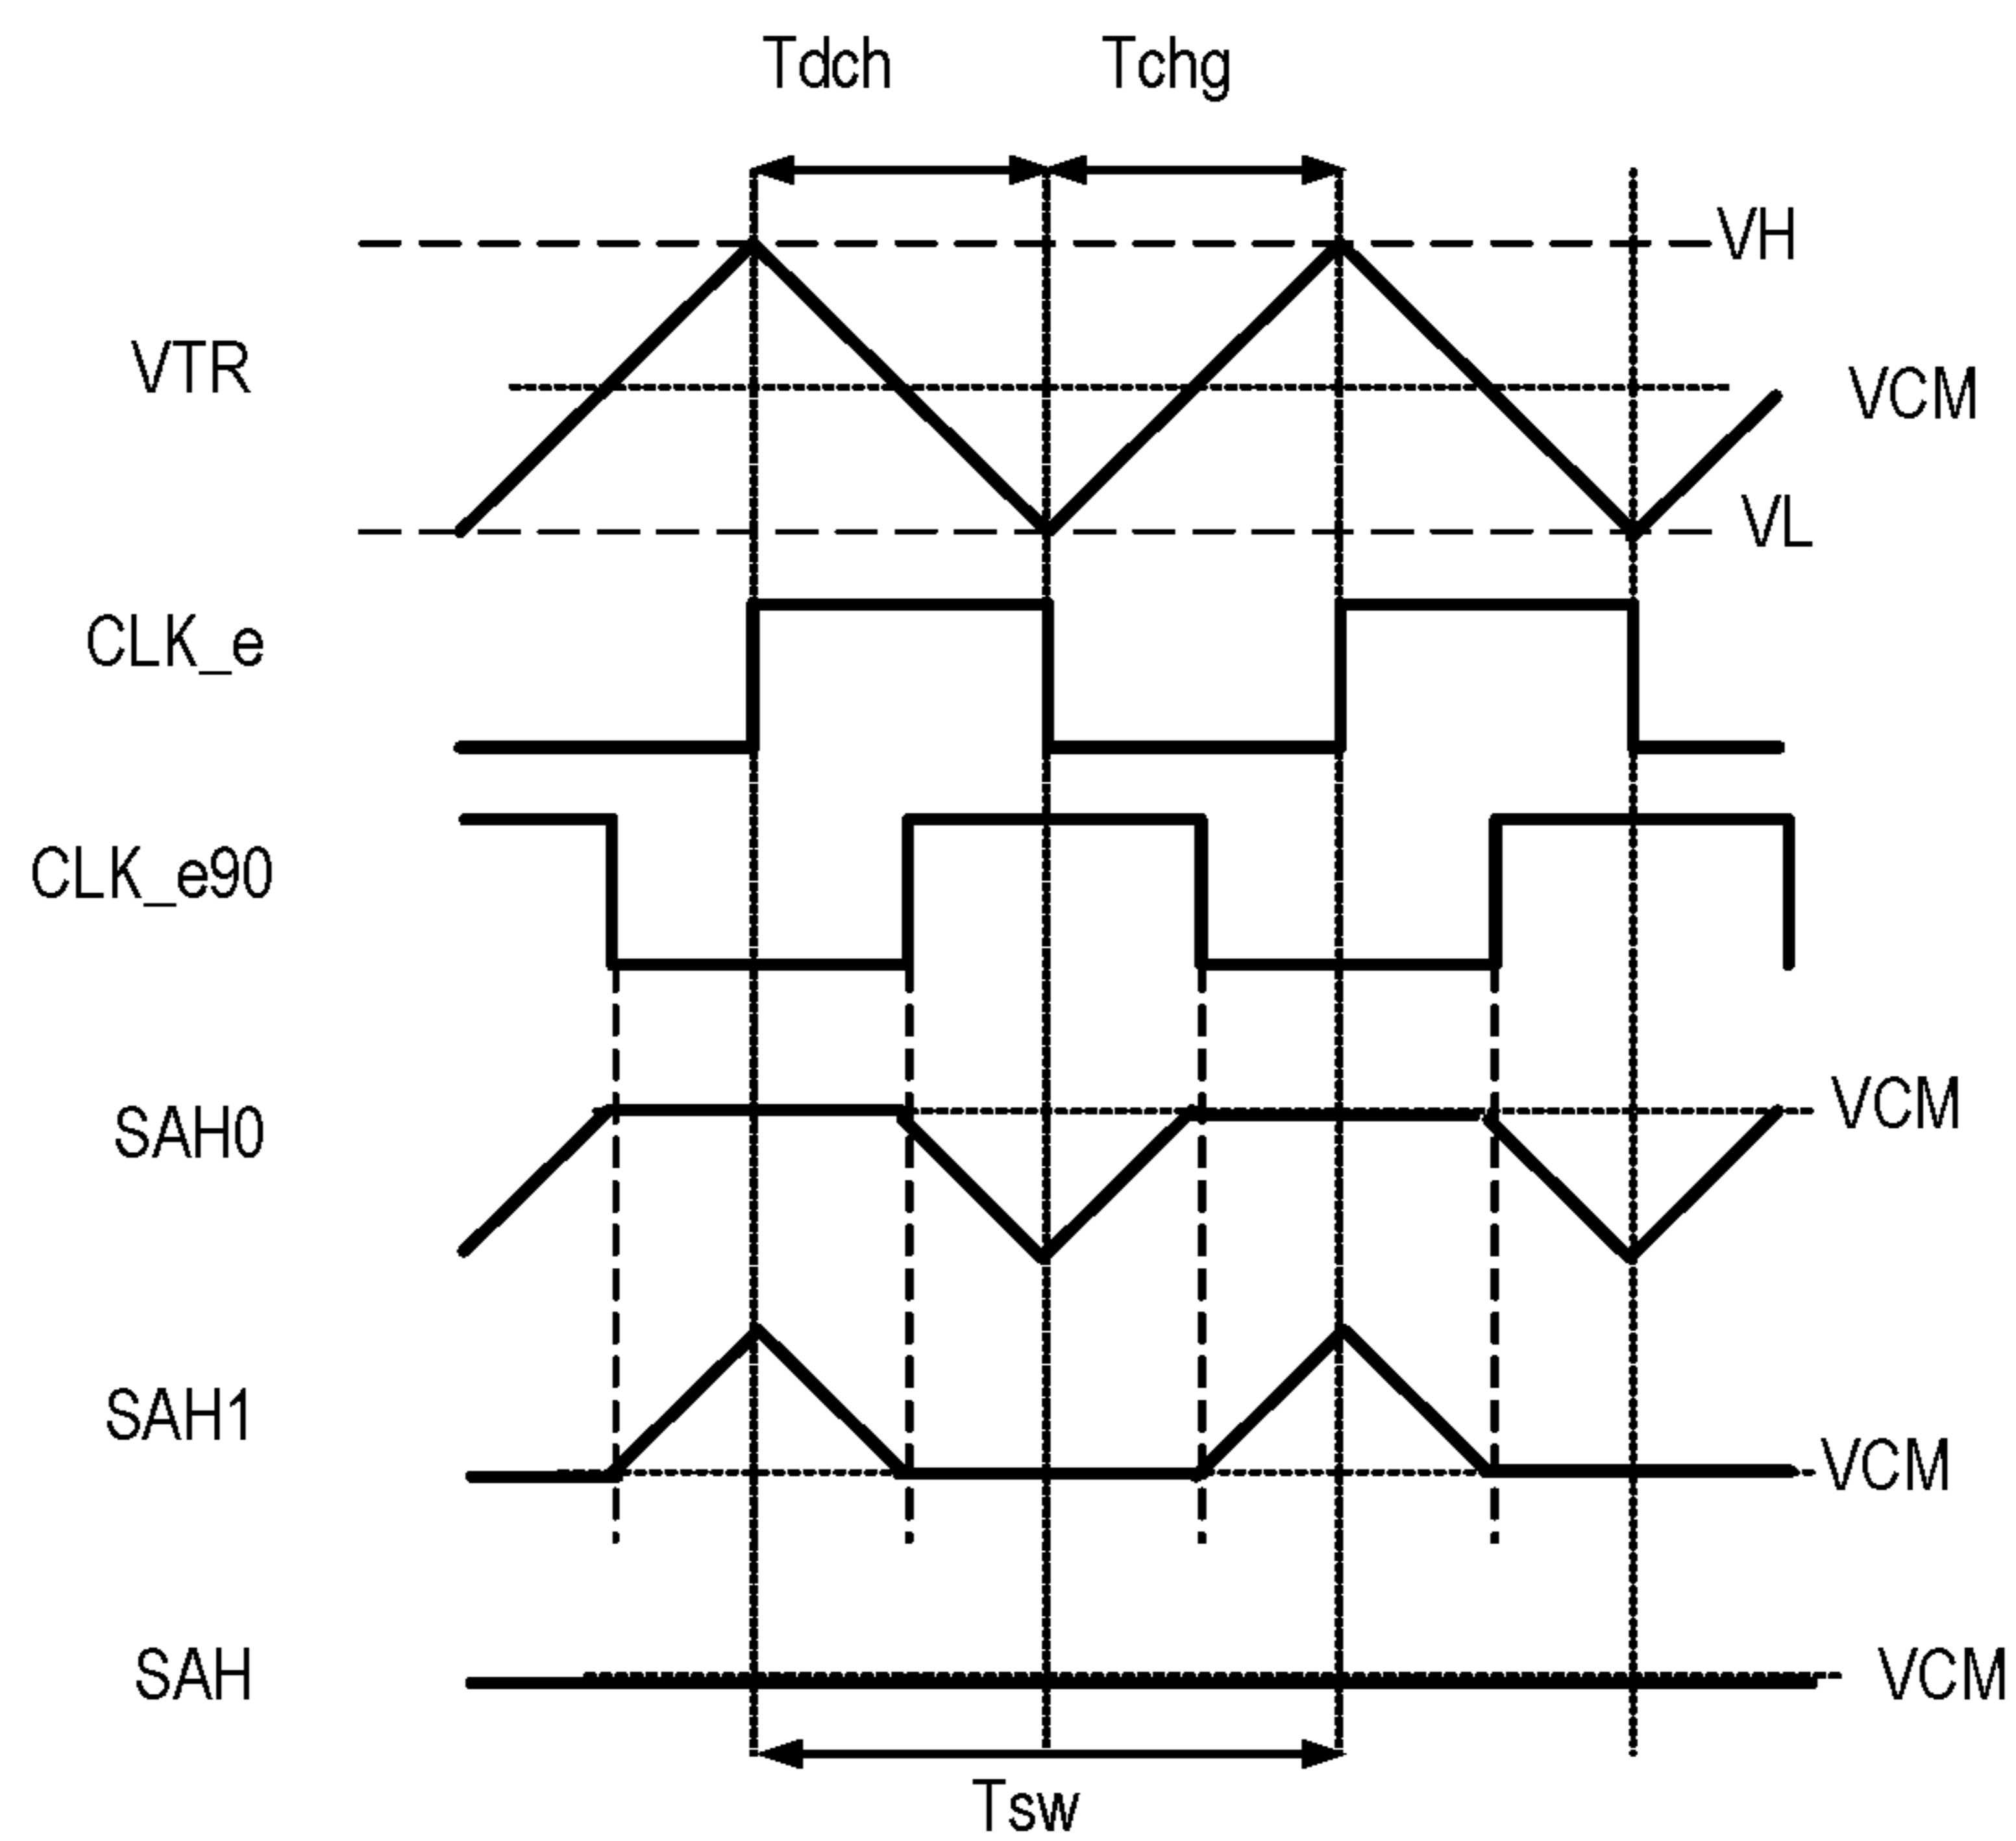 Tdch Tchg
VH
VTR
VCM
VL
CLK_e
CLK_e90
SAH0
VCM
SAH1
VCM
SAH
VCM
Tsw